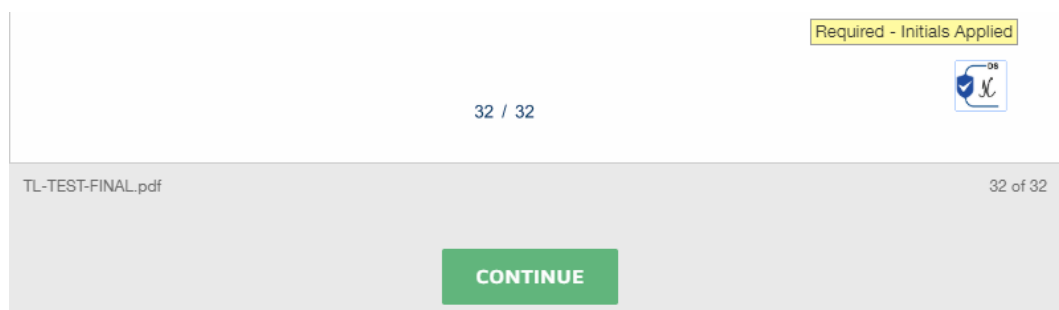 Required - Initials Applied
DS
32 / 32
TL-TEST-FINAL.pdf
32 of 32
CONTINUE